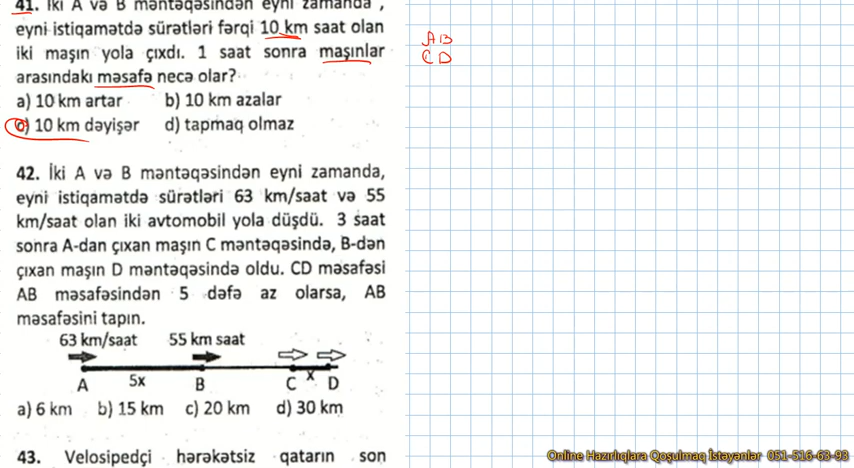 41. İki A və B məntəqəsindən eyni zamanda ,
eyni istiqamətdə sürətləri fərqi 10 km saat olan
iki maşın yola çıxdı. 1 saat sonra maşınlar
arasındakı məsafə necə olar?
a) 10 km artar b) 10 km azalar
c) 10 km dəyişər d) tapmaq olmaz
42. İki A və B məntəqəsindən eyni zamanda,
eyni istiqamətdə sürətləri 63 km/saat və 55
km/saat olan iki avtomobil yola düşdü. 3 saat
sonra A-dan çıxan maşın C məntəqəsində, B-dən
çıxan maşın D məntəqəsində oldu. CD məsafəsi
AB məsafəsindən 5 dəfə az olarsa, AB
məsafəsini tapın.
63 km/saat 55 km saat
A 5x B C x D
a) 6 km b) 15 km c) 20 km d) 30 km
43. Velosipedçi hərəkətsiz qatarın son
AB
CD
Online Hazırlıqlara Qoşulmaq İstəyənlər 051-516-63-93